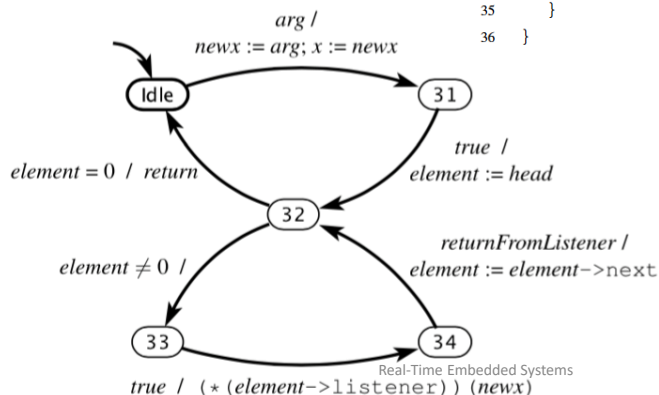 arg /
newx := arg; x := newx
35 }
36 }
Idle
31
true /
element := head
element = 0 / return
32
returnFromListener /
element := element->next
element ≠ 0 /
33
34
Real-Time Embedded Systems
true / (*(element->listener))(newx)